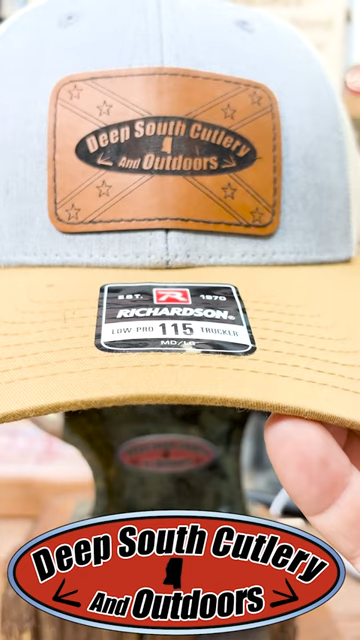 Deep South Cutlery
And Outdoors
EST. R 1970
RICHARDSON®
LOW PRO 115 TRUCKER
MD/LG
Deep South Cutlery
And Outdoors